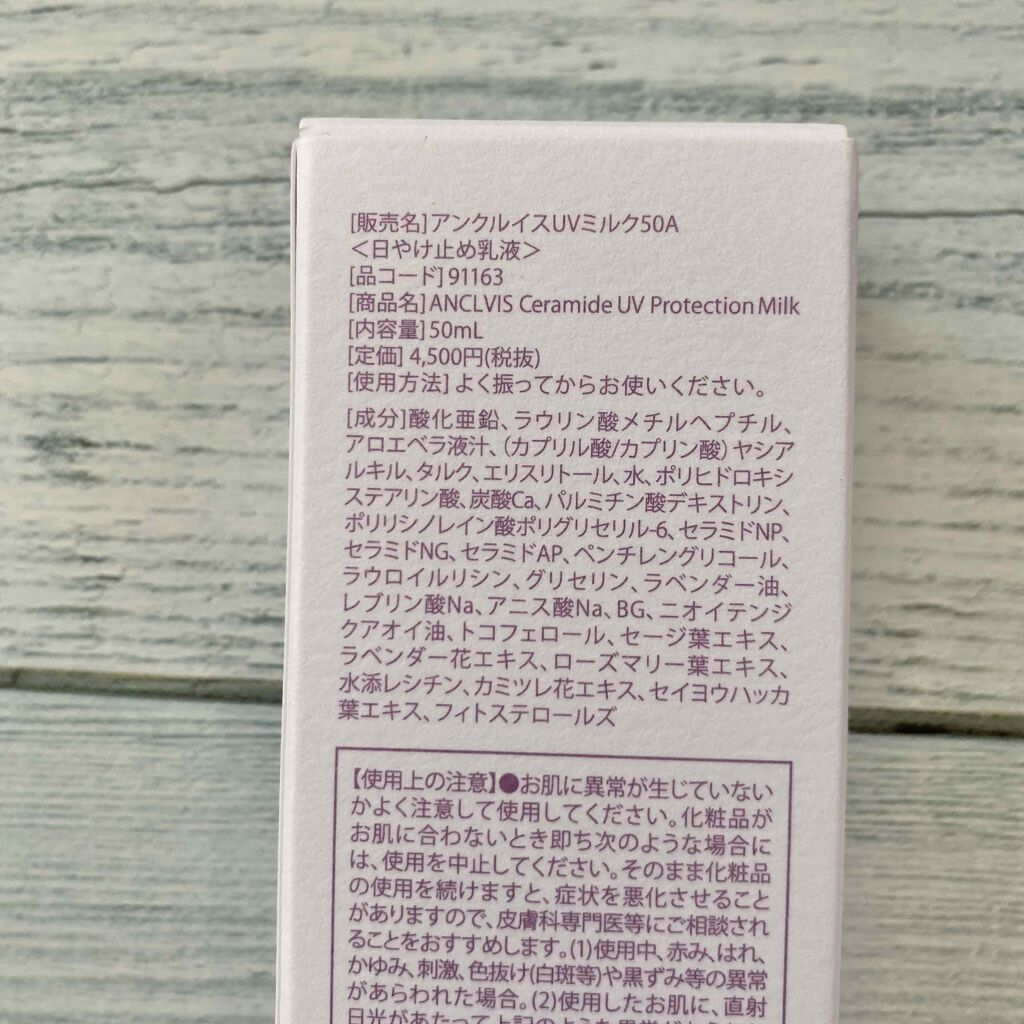 [販売名]アンクルイスUVミルク50A
＜日やけ止め乳液＞
[品コード]91163
[商品名]ANCLVIS Ceramide UV Protection Milk
[内容量]50mL
[定価] 4,500円(税抜)
[使用方法]よく振ってからお使いください。
[成分]酸化亜鉛、ラウリン酸メチルヘプチル、
アロエベラ液汁、（カプリル酸/カプリン酸）ヤシア
ルキル、タルク、エリスリトール、水、ポリヒドロキシ
ステアリン酸、炭酸Ca、パルミチン酸デキストリン、
ポリリシノレイン酸ポリグリセリル-6、セラミドNP、
セラミドNG、セラミドAP、ペンチレングリコール、
ラウロイルリシン、グリセリン、ラベンダー油、
レブリン酸Na、アニス酸Na、BG、ニオイテンジ
クアオイ油、トコフェロール、セージ葉エキス、
ラベンダー花エキス、ローズマリー葉エキス、
水添レシチン、カミツレ花エキス、セイヨウハッカ
葉エキス、フィトステロールズ
【使用上の注意】●お肌に異常が生じていない
かよく注意して使用してください。化粧品が
お肌に合わないとき即ち次のような場合に
は、使用を中止してください。そのまま化粧品
の使用を続けますと、症状を悪化させること
がありますので、皮膚科専門医等にご相談され
ることをおすすめします。(1)使用中、赤み、はれ、
かゆみ、刺激、色抜け(白斑等)や黒ずみ等の異常
があらわれた場合。(2)使用したお肌に、直射
日光があたって上記のような異常が